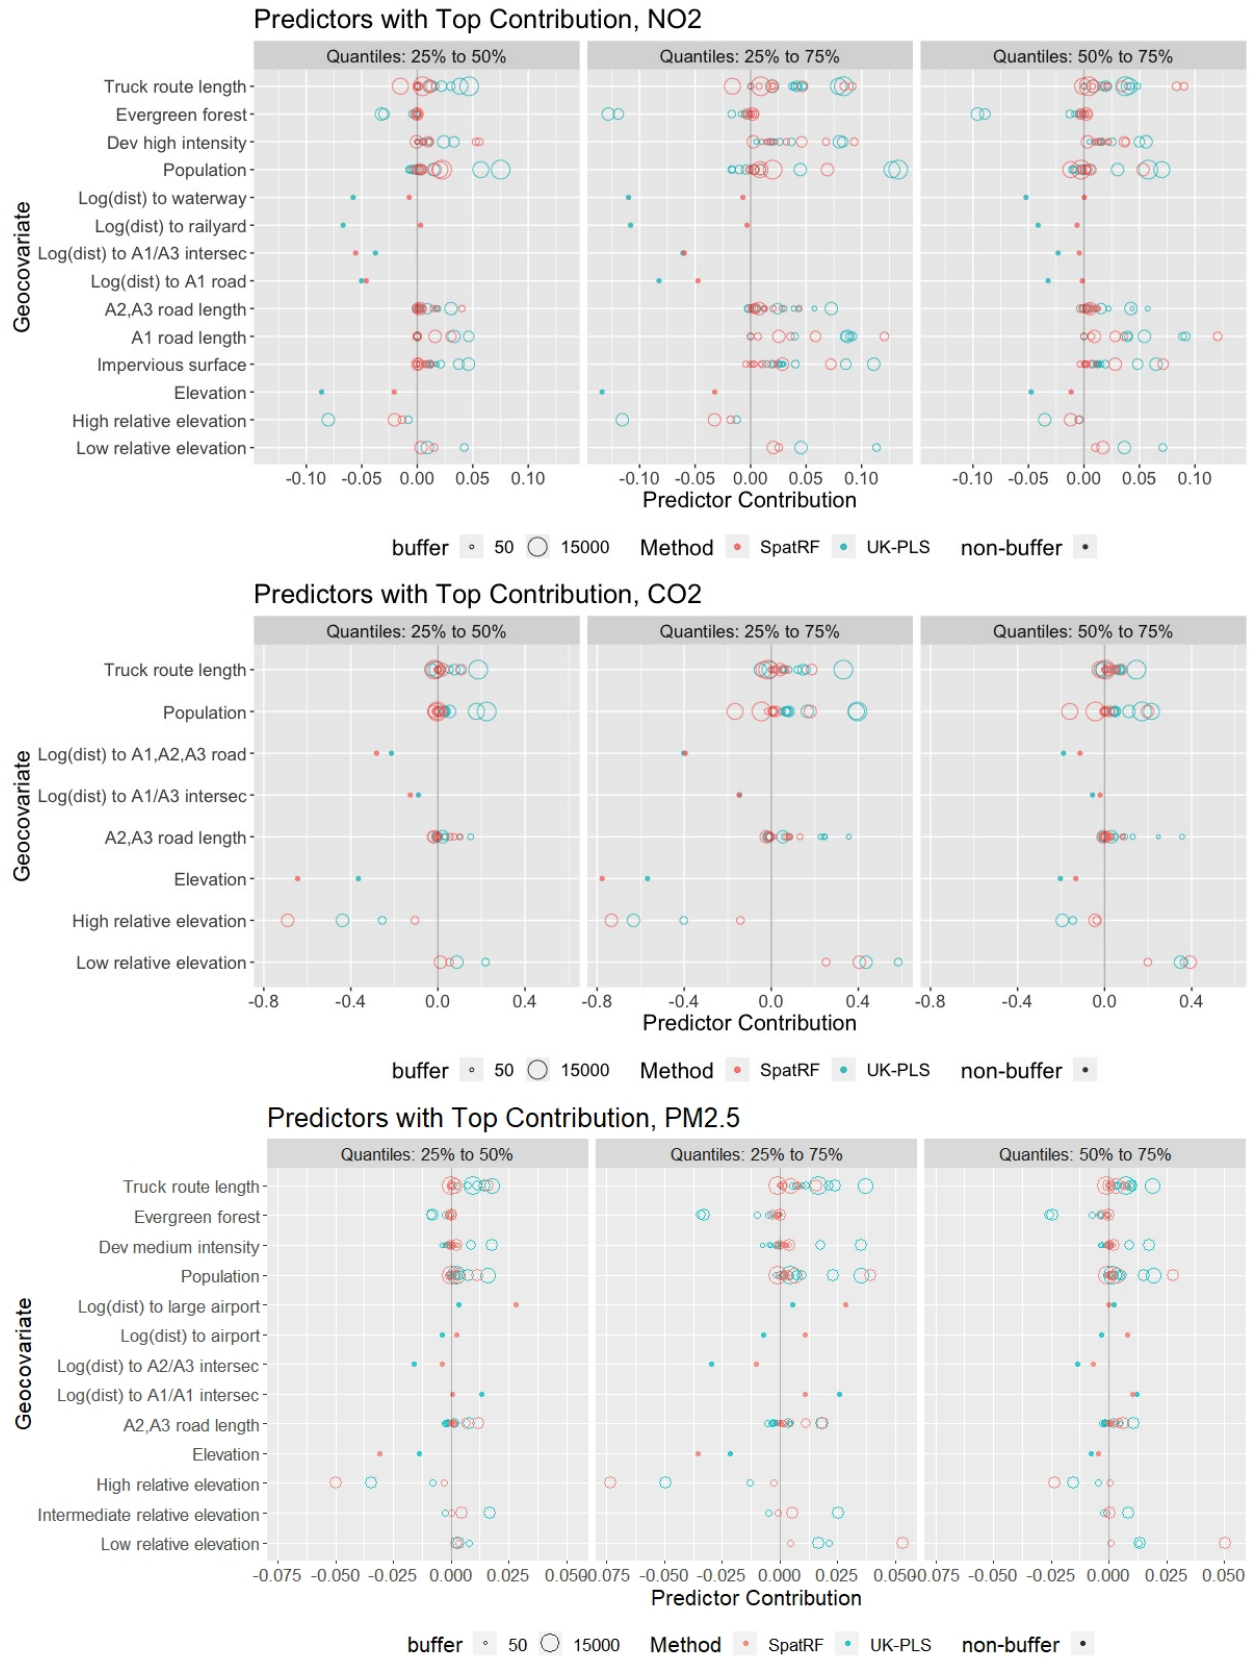 Predictors with Top Contribution, NO2
Quantiles: 25% to 50%
Quantiles: 25% to 75%
Quantiles: 50% to 75%
Geocovariate
Truck route length
Evergreen forest
Dev high intensity
Population
Log(dist) to waterway
Log(dist) to railyard
Log(dist) to A1/A3 intersec
Log(dist) to A1 road
A2,A3 road length
A1 road length
Impervious surface
Elevation
High relative elevation
Low relative elevation
-0.10 -0.05 0.00 0.05 0.10
-0.10 -0.05 0.00 0.05 0.10
-0.10 -0.05 0.00 0.05 0.10
Predictor Contribution
buffer 50 15000 Method SpatRF UK-PLS non-buffer
Predictors with Top Contribution, CO2
Quantiles: 25% to 50%
Quantiles: 25% to 75%
Quantiles: 50% to 75%
Geocovariate
Truck route length
Population
Log(dist) to A1,A2,A3 road
Log(dist) to A1/A3 intersec
A2,A3 road length
Elevation
High relative elevation
Low relative elevation
-0.8 -0.4 0.0 0.4
-0.8 -0.4 0.0 0.4
-0.8 -0.4 0.0 0.4
Predictor Contribution
buffer 50 15000 Method SpatRF UK-PLS non-buffer
Predictors with Top Contribution, PM2.5
Quantiles: 25% to 50%
Quantiles: 25% to 75%
Quantiles: 50% to 75%
Geocovariate
Truck route length
Evergreen forest
Dev medium intensity
Population
Log(dist) to large airport
Log(dist) to airport
Log(dist) to A2/A3 intersec
Log(dist) to A1/A1 intersec
A2,A3 road length
Elevation
High relative elevation
Intermediate relative elevation
Low relative elevation
-0.075 -0.050 -0.025 0.000 0.025
-0.050 -0.025 0.000 0.025
-0.050 -0.025 0.000 0.025 0.050
Predictor Contribution
buffer 50 15000 Method SpatRF UK-PLS non-buffer